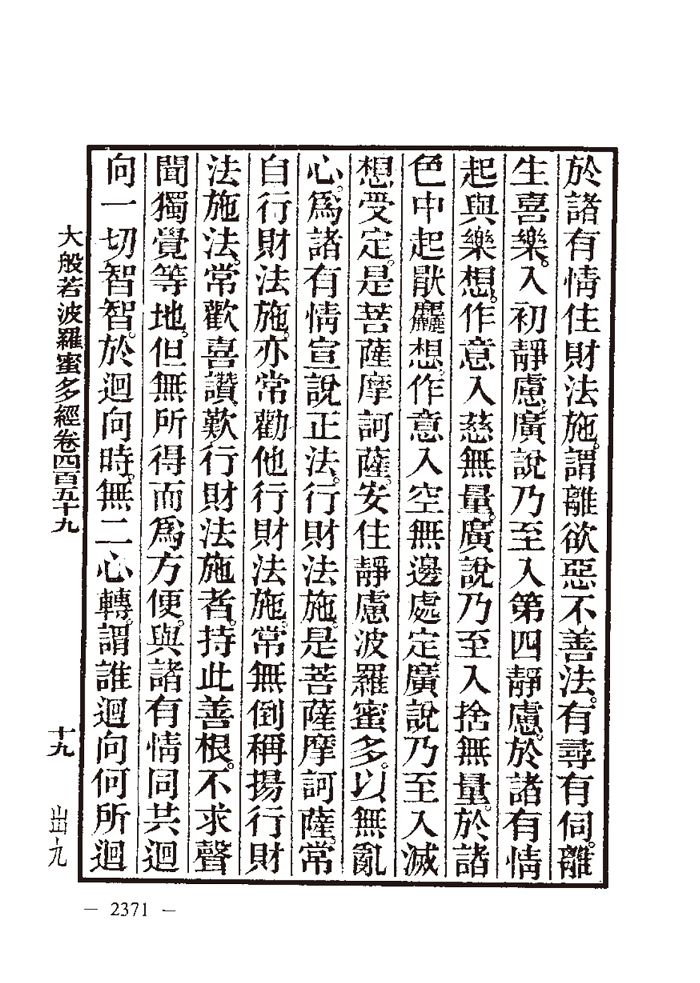 於諸有情住財法施。謂離欲惡不善法。有尋有伺。離
生喜樂。入初靜慮。廣說乃至入第四靜慮。於諸有情
起與樂想。作意入慈無量。廣說乃至入捨無量。於諸
色中起猒麤想。作意入空無邊處定廣說乃至入滅
想受定。是菩薩摩訶薩。安住靜慮波羅蜜多。以無亂
心。爲諸有情宣說正法。行財法施。是菩薩摩訶薩。常
自行財法施。亦常勸他行財法施。常無倒稱揚行財
法施法。常歡喜讚歎行財法施者。持此善根。不求聲
聞獨覺等地。但無所得而爲方便。與諸有情同共迴
向一切智智。於迴向時。無二心轉。謂誰迴向何所迴
大般若波羅蜜多經卷四百五十九
十九
出九
— 2371 —